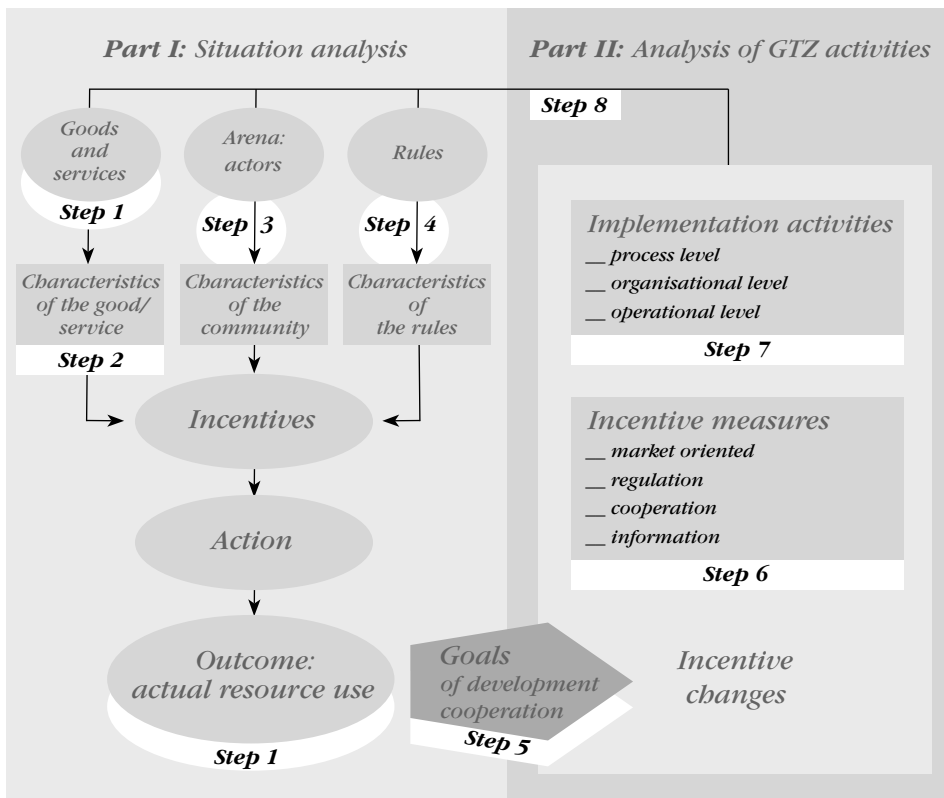 Part I: Situation analysis
Part II: Analysis of GTZ activities
Step 8
Goods
and
services
Step 1
Arena:
actors
Step 3
Rules
Step 4
Characteristics
of the good/
service
Step 2
Characteristics
of the
community
Characteristics
of
the rules
Incentives
Action
Outcome:
actual resource use
Step 1
Goals
of development
cooperation
Step 5
Implementation activities
__ process level
__ organisational level
__ operational level
Step 7
Incentive measures
__ market oriented
__ regulation
__ cooperation
__ information
Step 6
Incentive
changes